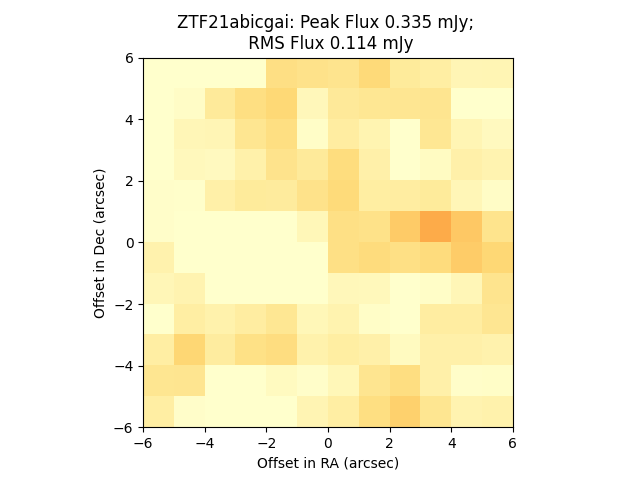 ZTF21abicgai: Peak Flux 0.335 mJy;
RMS Flux 0.114 mJy
6
4
2
0
−2
−4
−6
Offset in Dec (arcsec)
−6 −4 −2 0 2 4 6
Offset in RA (arcsec)